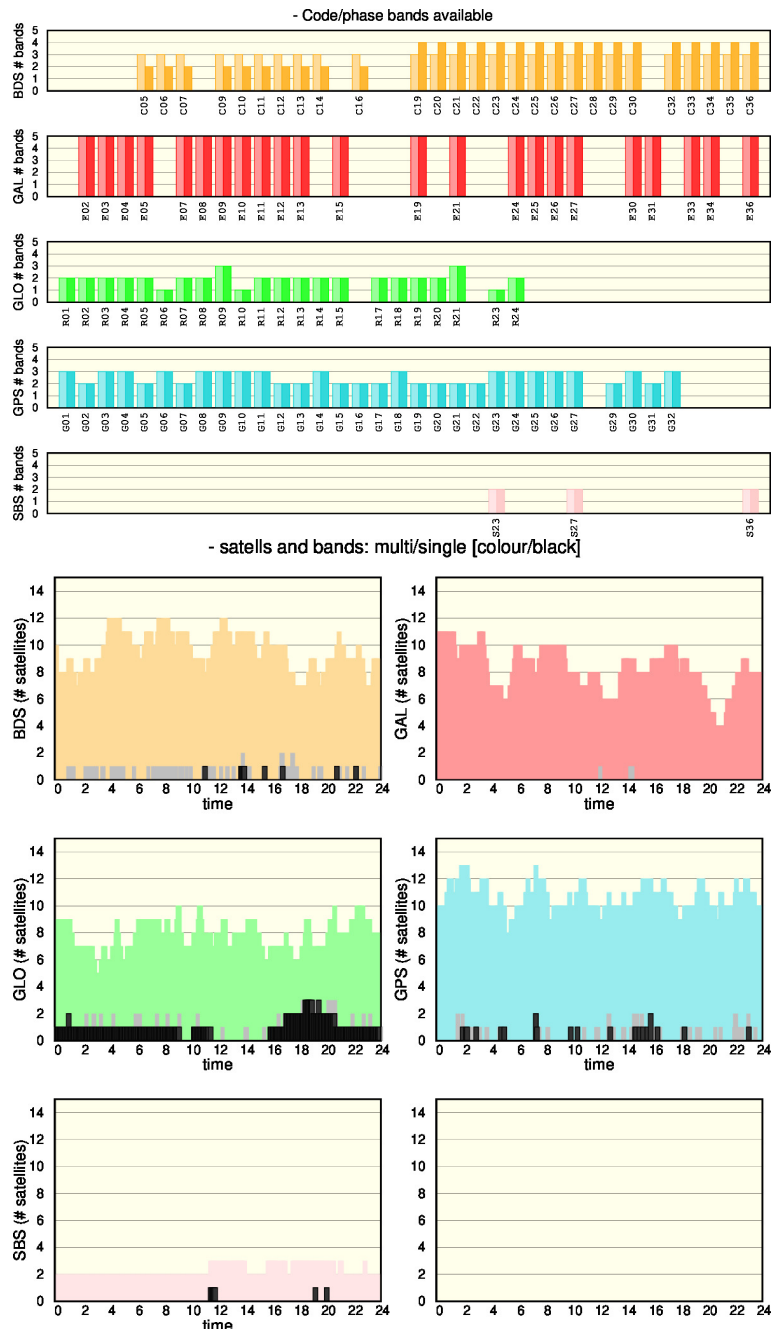 - Code/phase bands available
BDS # bands
5
4
3
2
1
0
C05 C06 C07 C09 C10 C11 C12 C13 C14 C16 C19 C20 C21 C22 C23 C24 C25 C26 C27 C28 C29 C30 C32 C33 C34 C35 C36
GAL # bands
5
4
3
2
1
0
E02 E03 E04 E05 E07 E08 E09 E10 E11 E12 E13 E15 E19 E21 E24 E25 E26 E27 E30 E31 E33 E34 E36
GLO # bands
5
4
3
2
1
0
R01 R02 R03 R04 R05 R06 R07 R08 R09 R10 R11 R12 R13 R14 R15 R17 R18 R19 R20 R21 R23 R24
GPS # bands
5
4
3
2
1
0
G01 G02 G03 G04 G05 G06 G07 G08 G09 G10 G11 G12 G13 G14 G15 G16 G17 G18 G19 G20 G21 G22 G23 G24 G25 G26 G27 G29 G30 G31 G32
SBS # bands
5
4
3
2
1
0
S23 S27 S36
- satells and bands: multi/single [colour/black]
BDS (# satellites)
14
12
10
8
6
4
2
0
0 2 4 6 8 10 12 14 16 18 20 22 24
time
GAL (# satellites)
14
12
10
8
6
4
2
0
0 2 4 6 8 10 12 14 16 18 20 22 24
time
GLO (# satellites)
14
12
10
8
6
4
2
0
0 2 4 6 8 10 12 14 16 18 20 22 24
time
GPS (# satellites)
14
12
10
8
6
4
2
0
0 2 4 6 8 10 12 14 16 18 20 22 24
time
SBS (# satellites)
14
12
10
8
6
4
2
0
0 2 4 6 8 10 12 14 16 18 20 22 24
time
14
12
10
8
6
4
2
0
0 2 4 6 8 10 12 14 16 18 20 22 24